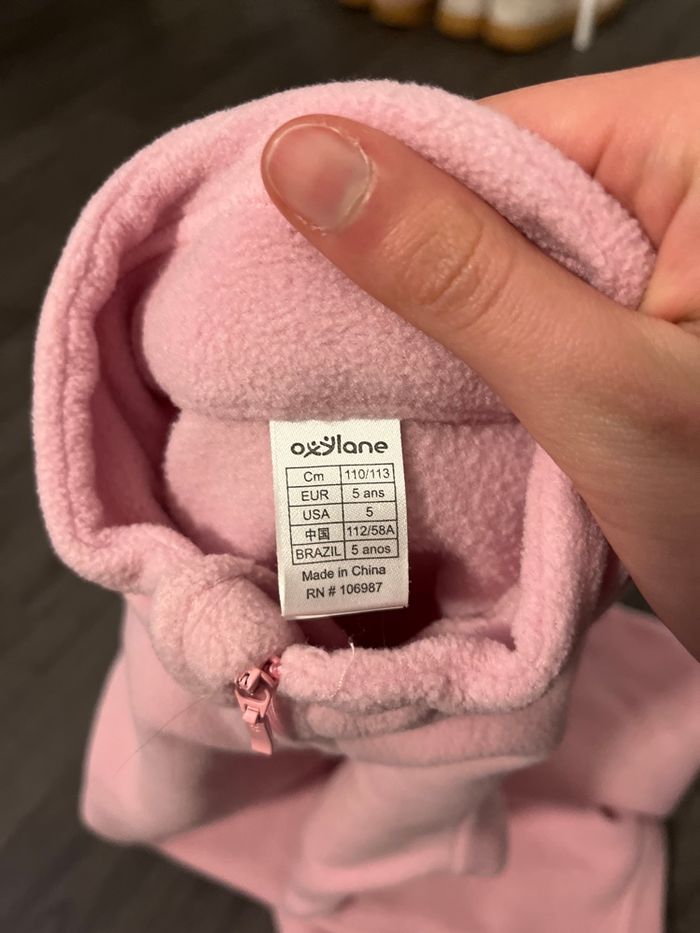 oxylane
Cm 110/113
EUR 5 ans
USA 5
中国 112/58A
BRAZIL 5 anos
Made in China
RN # 106987